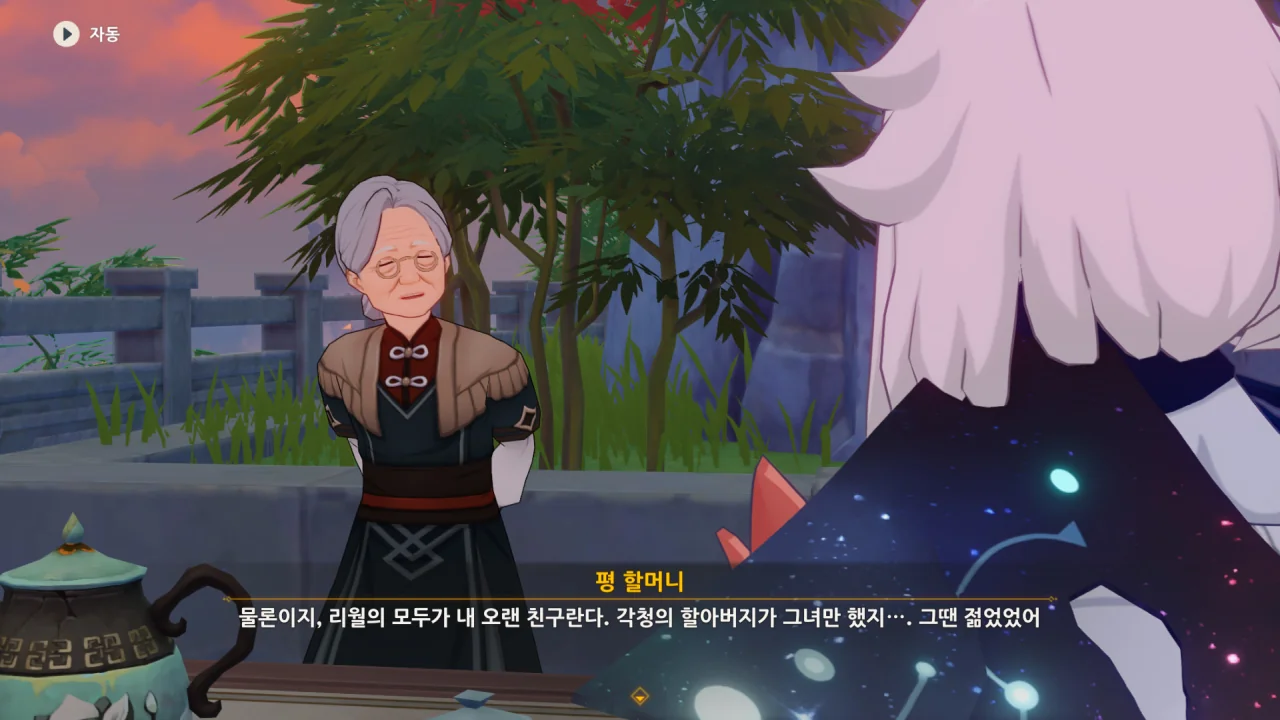 자동
평 할머니
물론이지, 리월의 모두가 내 오랜 친구란다. 각청의 할아버지가 그녀만 했지…. 그땐 젊었었어